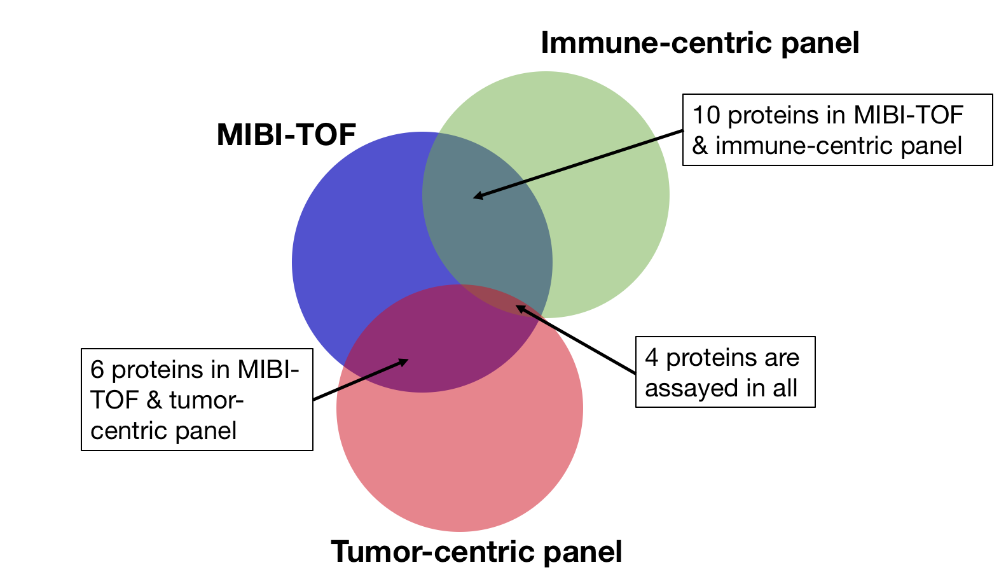 Immune-centric panel
10 proteins in MIBI-TOF
& immune-centric panel
MIBI-TOF
6 proteins in MIBI-
TOF & tumor-
centric panel
4 proteins are
assayed in all
Tumor-centric panel